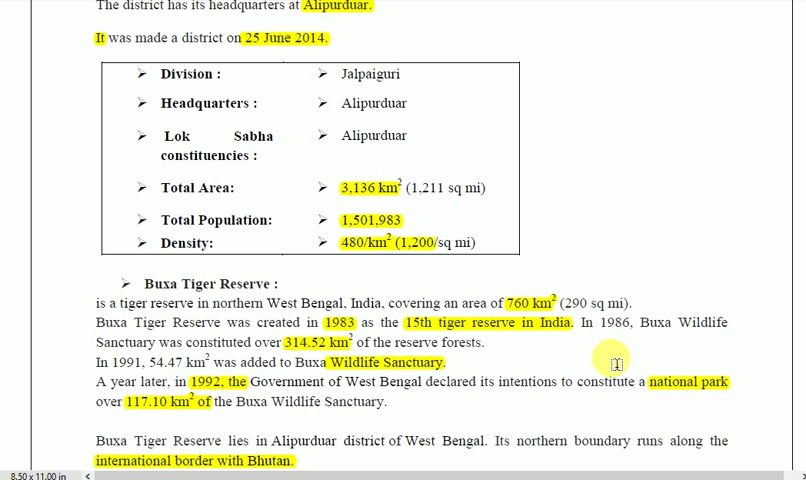 The district has its headquarters at Alipurduar.
It was made a district on 25 June 2014.
➢ Division : ➢ Jalpaiguri
➢ Headquarters : ➢ Alipurduar
➢ Lok Sabha ➢ Alipurduar
constituencies :
➢ Total Area: ➢ 3,136 km² (1,211 sq mi)
➢ Total Population: ➢ 1,501,983
➢ Density: ➢ 480/km² (1,200/sq mi)
➢ Buxa Tiger Reserve :
is a tiger reserve in northern West Bengal, India, covering an area of 760 km² (290 sq mi).
Buxa Tiger Reserve was created in 1983 as the 15th tiger reserve in India. In 1986, Buxa Wildlife
Sanctuary was constituted over 314.52 km² of the reserve forests.
In 1991, 54.47 km² was added to Buxa Wildlife Sanctuary.
A year later, in 1992, the Government of West Bengal declared its intentions to constitute a national park
over 117.10 km² of the Buxa Wildlife Sanctuary.
Buxa Tiger Reserve lies in Alipurduar district of West Bengal. Its northern boundary runs along the
international border with Bhutan.
8.50 x 11.00 in